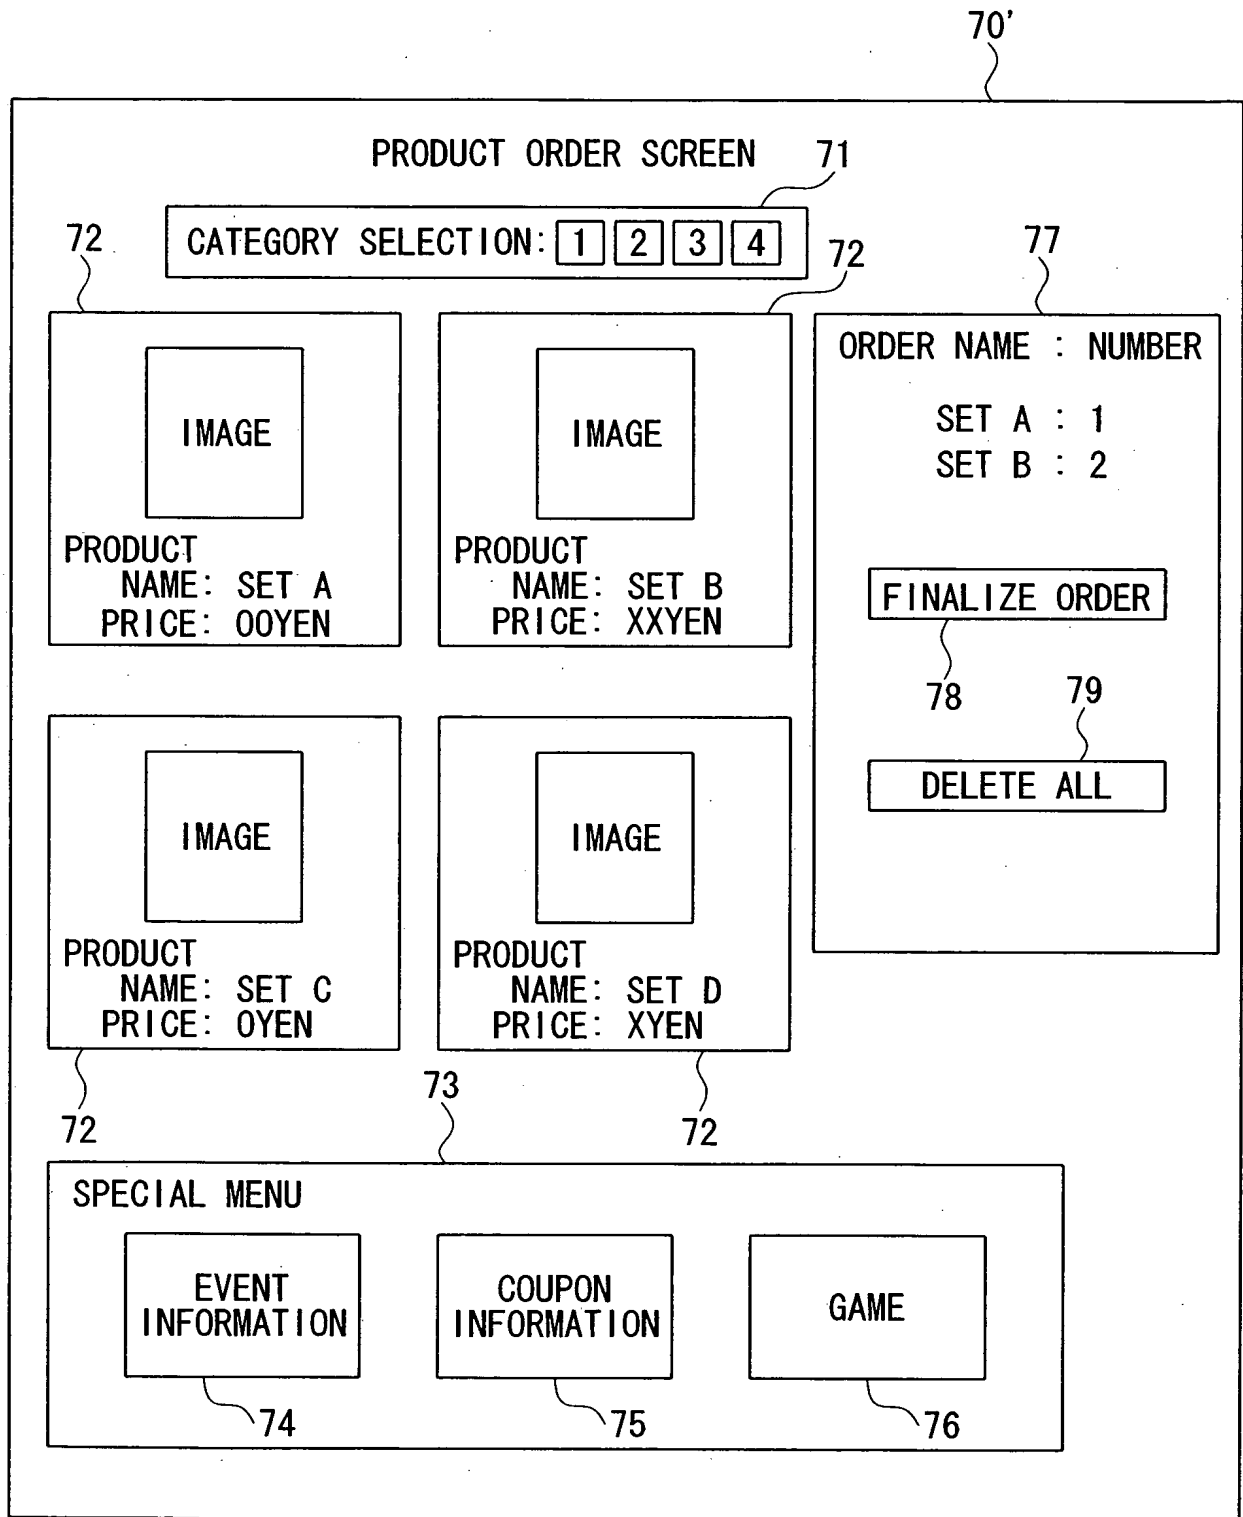 70'
PRODUCT ORDER SCREEN
71
CATEGORY SELECTION: 1 2 3 4
72
72
77
IMAGE
PRODUCT
NAME: SET A
PRICE: OOYEN
IMAGE
PRODUCT
NAME: SET B
PRICE: XXYEN
ORDER NAME : NUMBER
SET A : 1
SET B : 2
FINALIZE ORDER
78
79
DELETE ALL
IMAGE
PRODUCT
NAME: SET C
PRICE: OYEN
72
IMAGE
PRODUCT
NAME: SET D
PRICE: XYEN
72
73
SPECIAL MENU
EVENT
INFORMATION
74
COUPON
INFORMATION
75
GAME
76